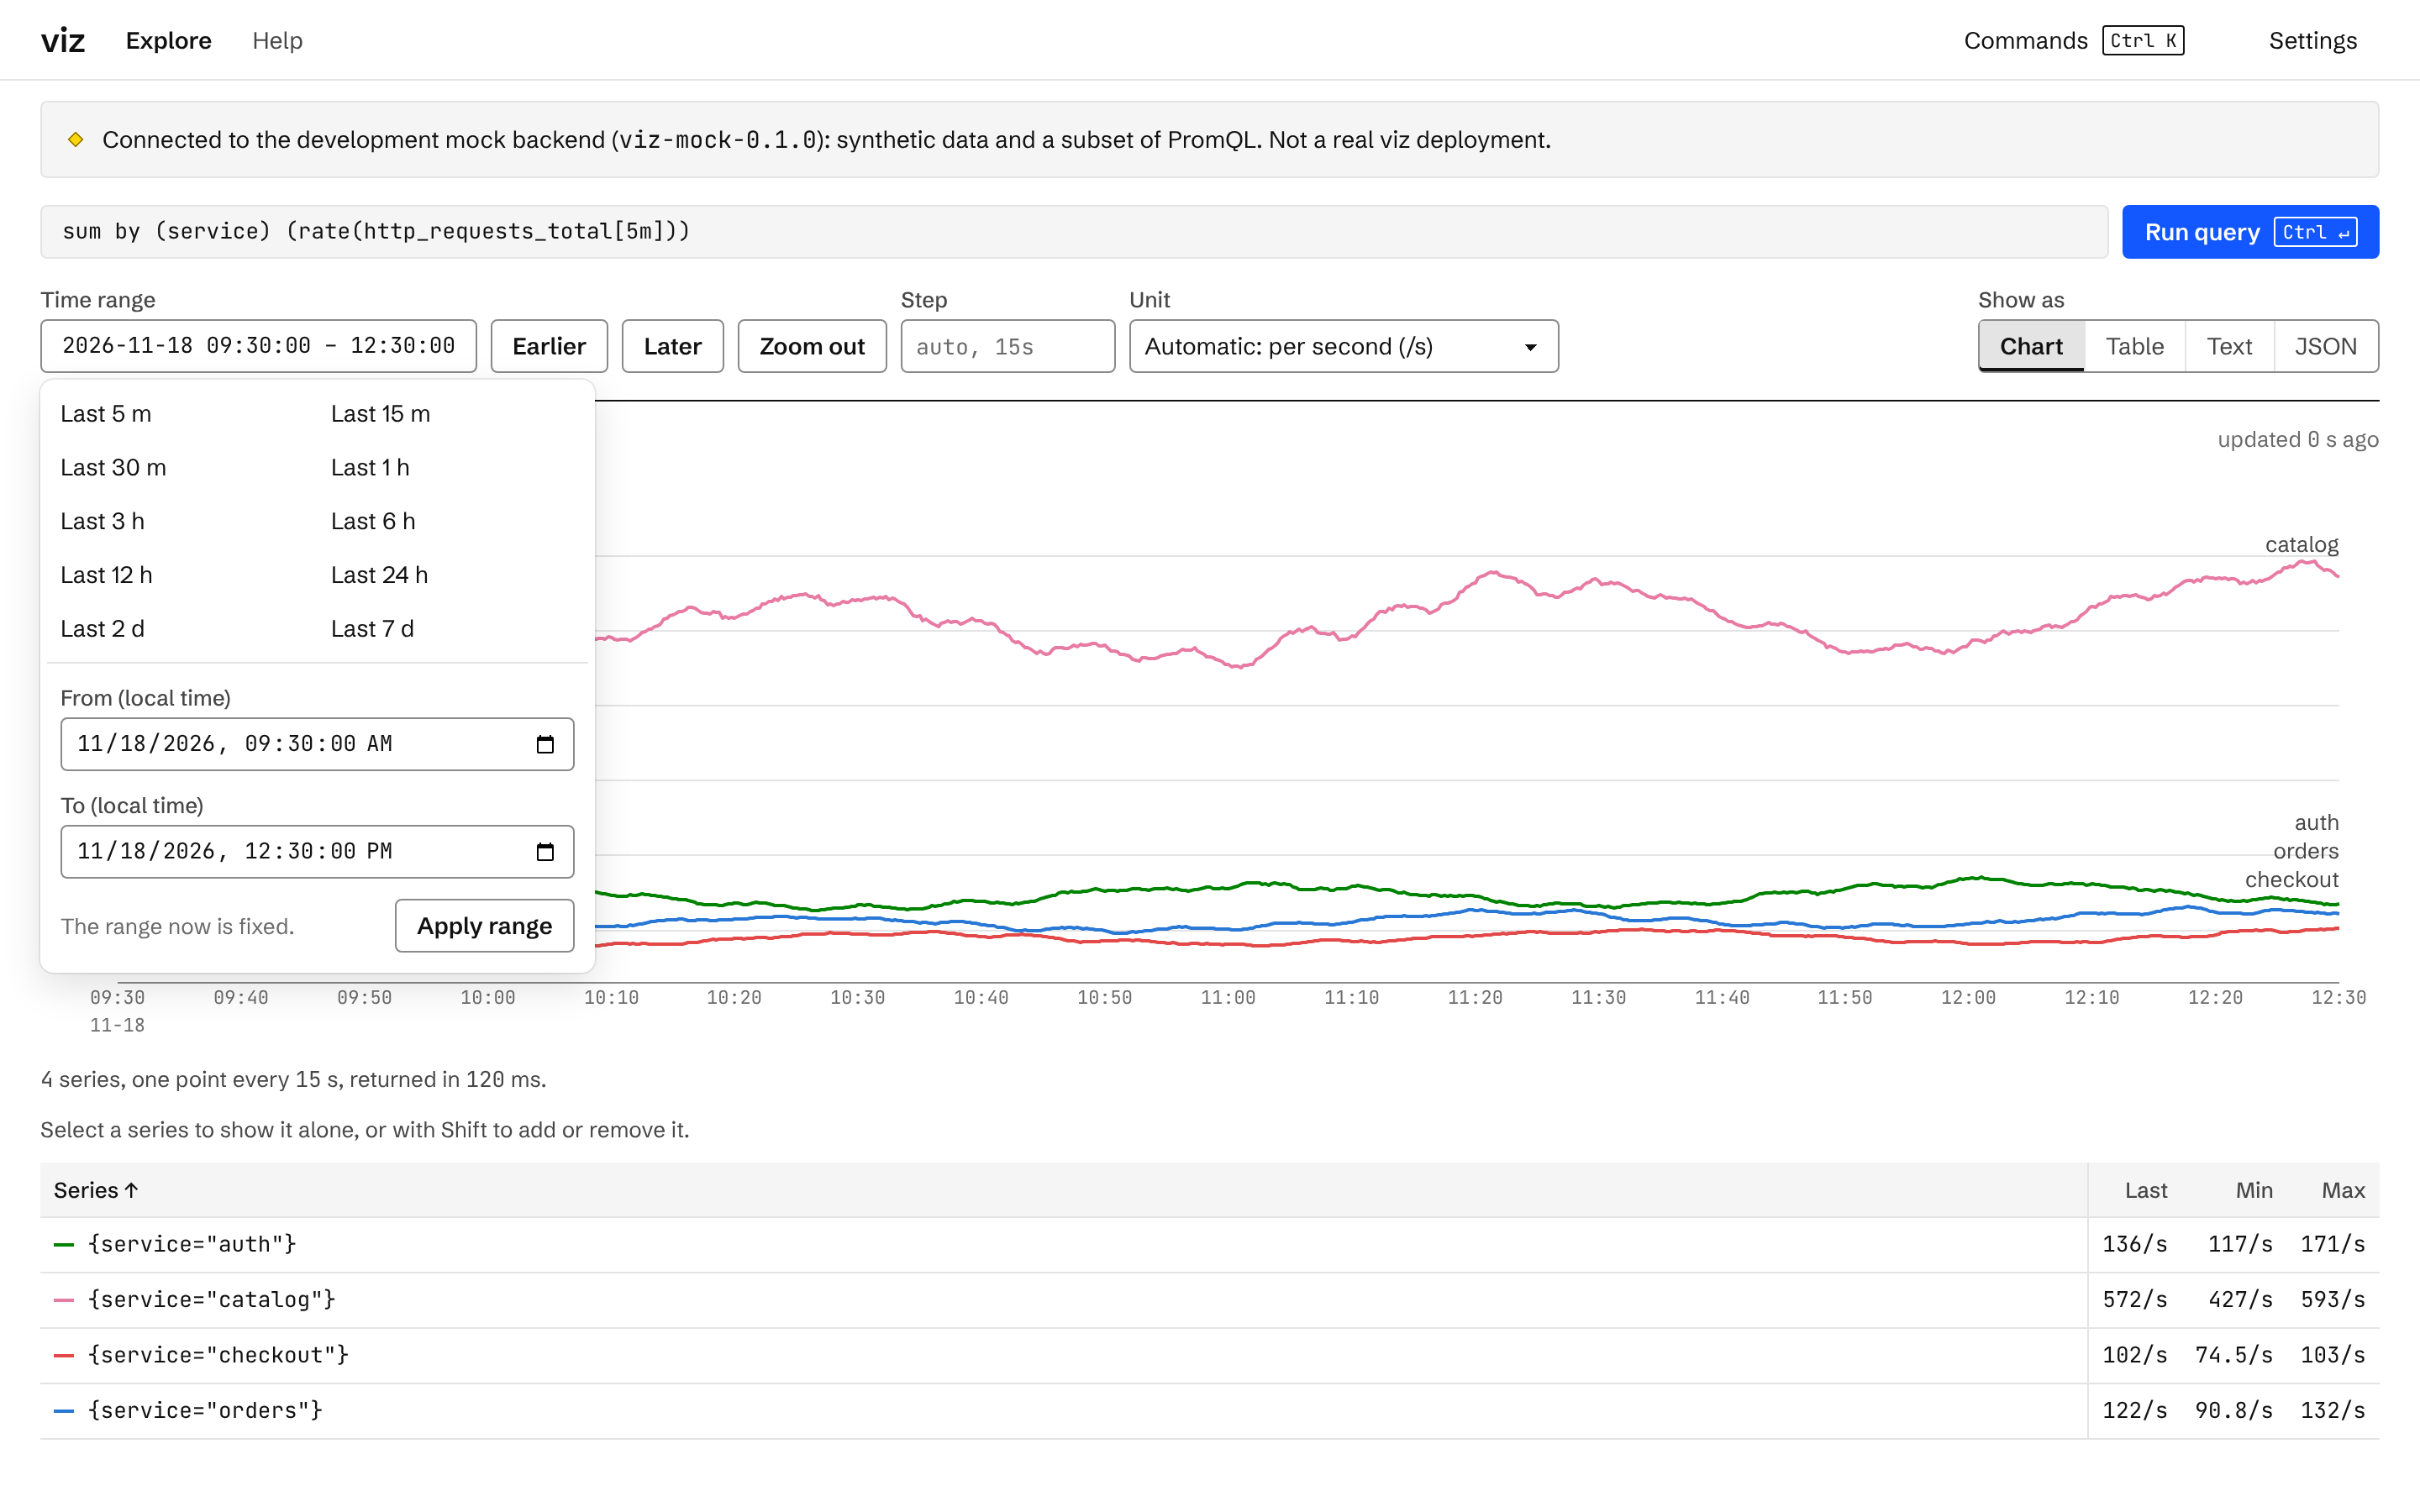 viz Explore Help Commands Ctrl K Settings
Connected to the development mock backend (viz-mock-0.1.0): synthetic data and a subset of PromQL. Not a real viz deployment.
sum by (service) (rate(http_requests_total[5m])) Run query Ctrl ↵
Time range Step Unit Show as
2026-11-18 09:30:00 – 12:30:00 Earlier Later Zoom out auto, 15s Automatic: per second (/s) Chart Table Text JSON
Last 5 m Last 15 m
updated 0 s ago
Last 30 m Last 1 h
Last 3 h Last 6 h
catalog
Last 12 h Last 24 h
Last 2 d Last 7 d
From (local time)
11/18/2026, 09:30:00 AM
To (local time)
auth
11/18/2026, 12:30:00 PM
orders
checkout
The range now is fixed. Apply range
09:30 09:40 09:50 10:00 10:10 10:20 10:30 10:40 10:50 11:00 11:10 11:20 11:30 11:40 11:50 12:00 12:10 12:20 12:30
11-18
4 series, one point every 15 s, returned in 120 ms.
Select a series to show it alone, or with Shift to add or remove it.
Series ↑ Last Min Max
{service="auth"} 136/s 117/s 171/s
{service="catalog"} 572/s 427/s 593/s
{service="checkout"} 102/s 74.5/s 103/s
{service="orders"} 122/s 90.8/s 132/s